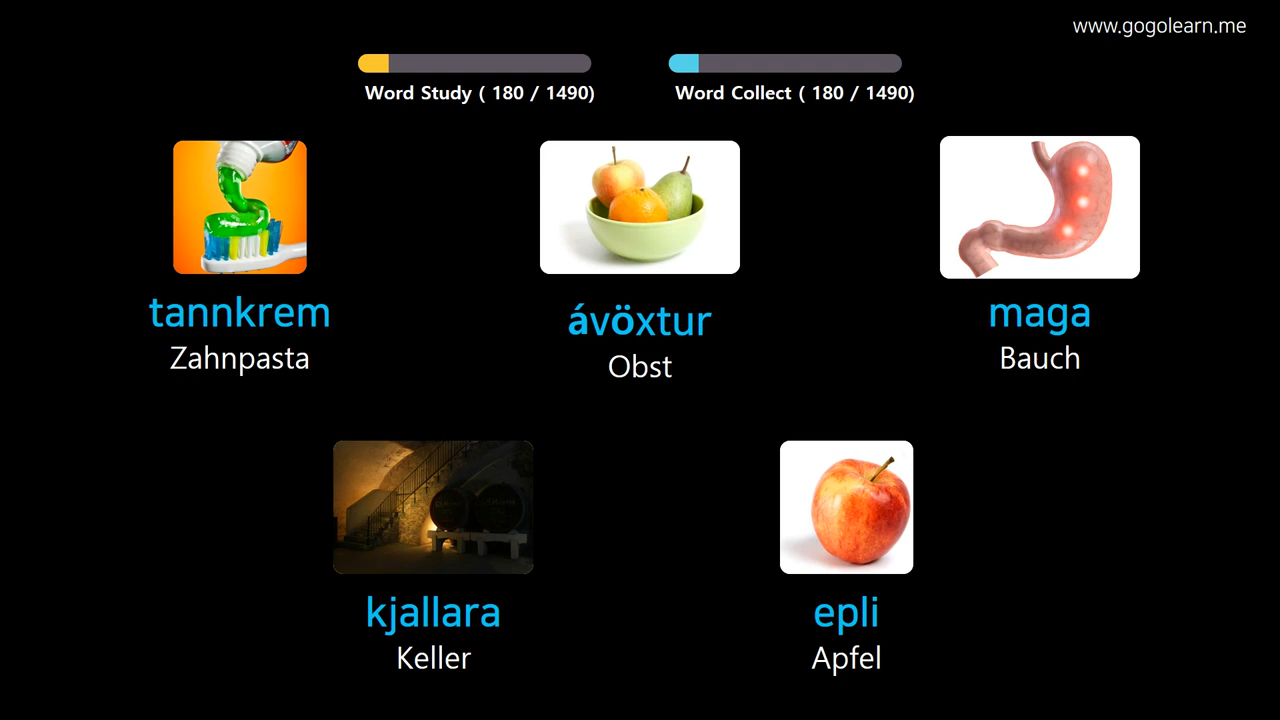 www.gogolearn.me
Word Study ( 180 / 1490)
Word Collect ( 180 / 1490)
tannkrem
Zahnpasta
ávöxtur
Obst
maga
Bauch
kjallara
Keller
epli
Apfel